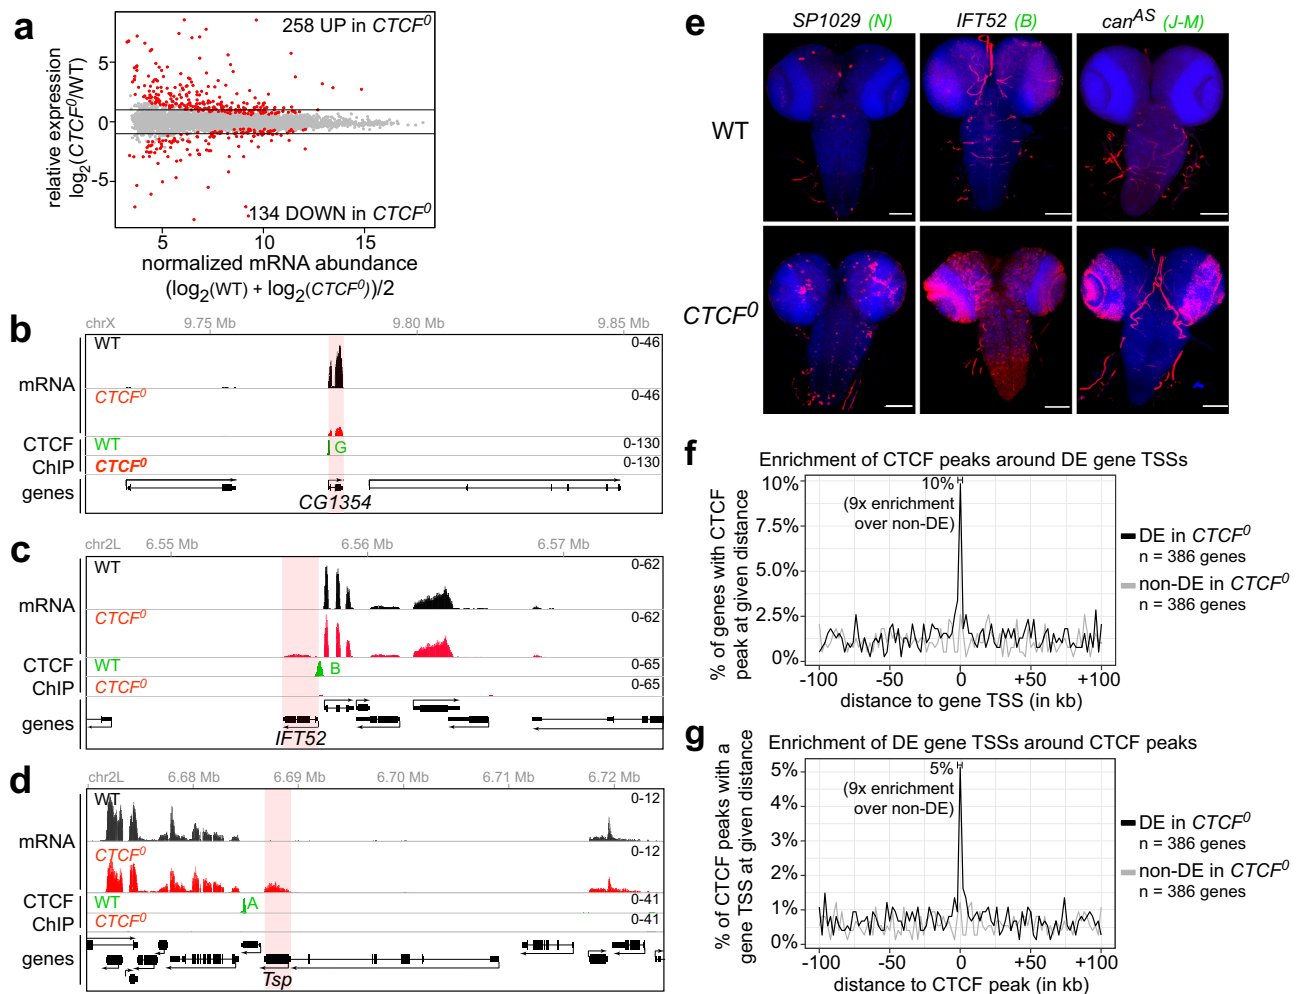 a
258 UP in CTCF⁰
134 DOWN in CTCF⁰
relative expression
log₂(CTCF⁰/WT)
5
0
-5
5
10
15
normalized mRNA abundance
(log₂(WT) + log₂(CTCF⁰))/2
b
chrX
9.75 Mb
9.80 Mb
9.85 Mb
mRNA
WT
0-46
CTCF⁰
0-46
CTCF
ChIP
WT
G
0-130
CTCF⁰
0-130
genes
CG1354
c
chr2L
6.55 Mb
6.56 Mb
6.57 Mb
mRNA
WT
0-62
CTCF⁰
0-62
CTCF
ChIP
WT
B
0-65
CTCF⁰
0-65
genes
IFT52
d
chr2L
6.68 Mb
6.69 Mb
6.70 Mb
6.71 Mb
6.72 Mb
mRNA
WT
0-12
CTCF⁰
0-12
CTCF
ChIP
WT
A
0-41
CTCF⁰
0-41
genes
Tsp
e
SP1029 (N)
IFT52 (B)
canᴬˢ (J-M)
WT
CTCF⁰
f
Enrichment of CTCF peaks around DE gene TSSs
% of genes with CTCF
peak at given distance
10%
7.5%
5.0%
2.5%
0%
10%
(9x enrichment
over non-DE)
-100
-50
0
+50
+100
distance to gene TSS (in kb)
DE in CTCF⁰
n = 386 genes
non-DE in CTCF⁰
n = 386 genes
g
Enrichment of DE gene TSSs around CTCF peaks
% of CTCF peaks with a
gene TSS at given distance
5%
4%
3%
2%
1%
0%
5%
(9x enrichment
over non-DE)
-100
-50
0
+50
+100
distance to CTCF peak (in kb)
DE in CTCF⁰
n = 386 genes
non-DE in CTCF⁰
n = 386 genes